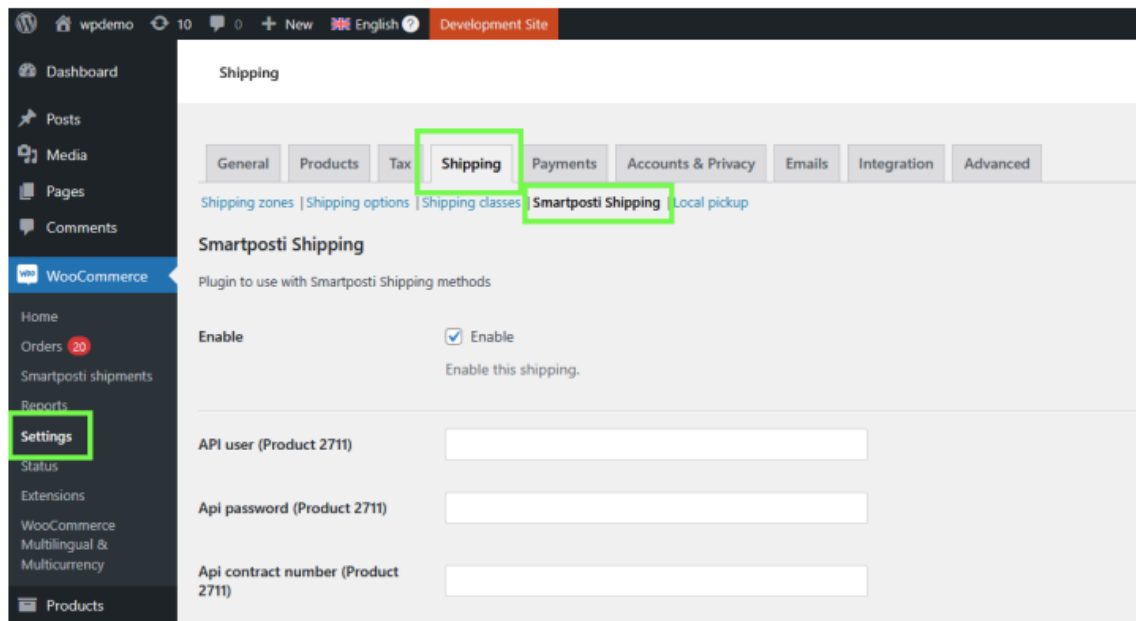 wpdemo 10 0 New English ? Development Site
Dashboard
Posts
Media
Pages
Comments
WooCommerce
Home
Orders 20
Smartposti shipments
Reports
Settings
Status
Extensions
WooCommerce
Multilingual &
Multicurrency
Products
Shipping
General Products Tax Shipping Payments Accounts & Privacy Emails Integration Advanced
Shipping zones | Shipping options | Shipping classes | Smartposti Shipping | Local pickup
Smartposti Shipping
Plugin to use with Smartposti Shipping methods
Enable Enable
Enable this shipping.
API user (Product 2711)
Api password (Product 2711)
Api contract number (Product
2711)